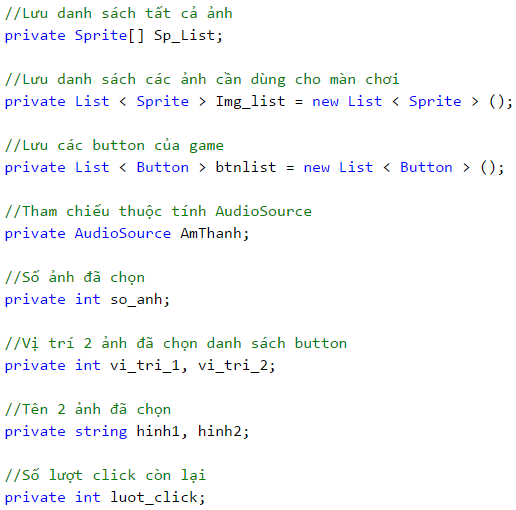 //Lưu danh sách tất cả ảnh
private Sprite[] Sp_List;
//Lưu danh sách các ảnh cần dùng cho màn chơi
private List < Sprite > Img_list = new List < Sprite > ();
//Lưu các button của game
private List < Button > btnlist = new List < Button > ();
//Tham chiếu thuộc tính AudioSource
private AudioSource AmThanh;
//Số ảnh đã chọn
private int so_anh;
//Vị trí 2 ảnh đã chọn danh sách button
private int vi_tri_1, vi_tri_2;
//Tên 2 ảnh đã chọn
private string hinh1, hinh2;
//Số lượt click còn lại
private int luot_click;